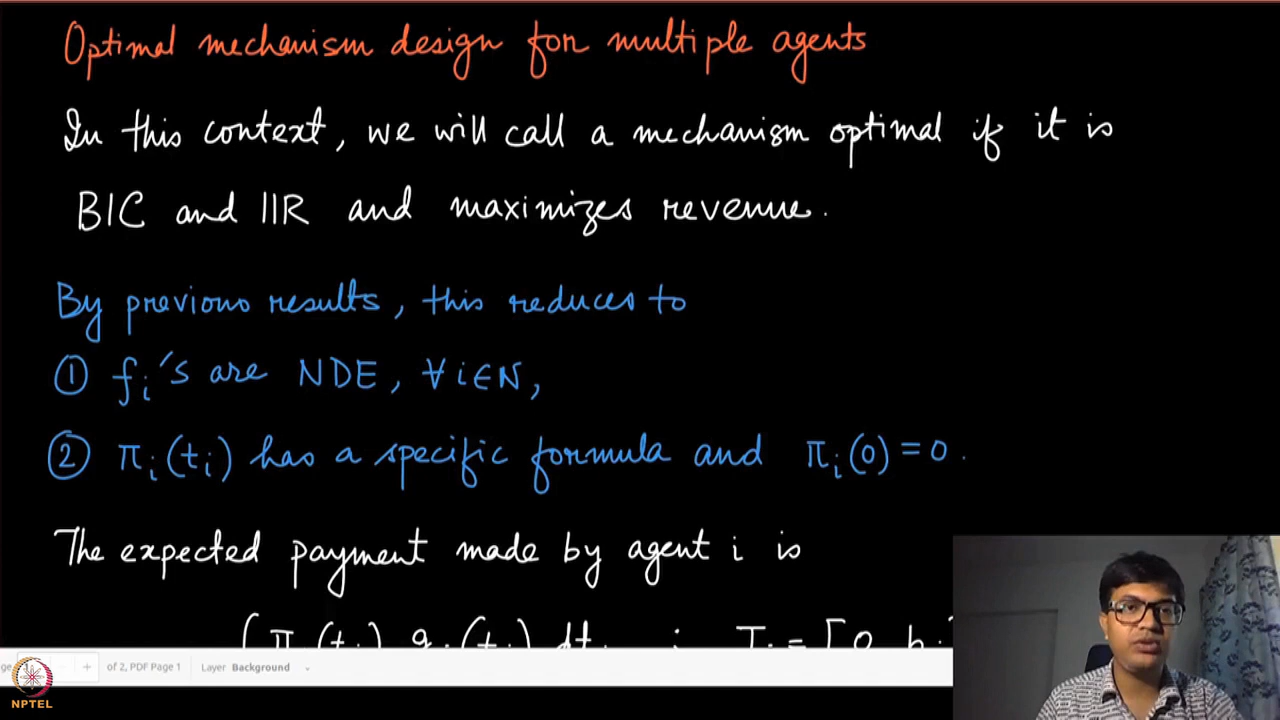 Optimal mechanism design for multiple agents
In this context, we will call a mechanism optimal if it is
BIC and IIR and maximizes revenue.
By previous results, this reduces to
① fᵢ's are NDE, ∀ i∈N,
② πᵢ(tᵢ) has a specific formula and πᵢ(0) = 0.
The expected payment made by agent i is
of 2, PDF Page 1 Layer Background
NPTEL